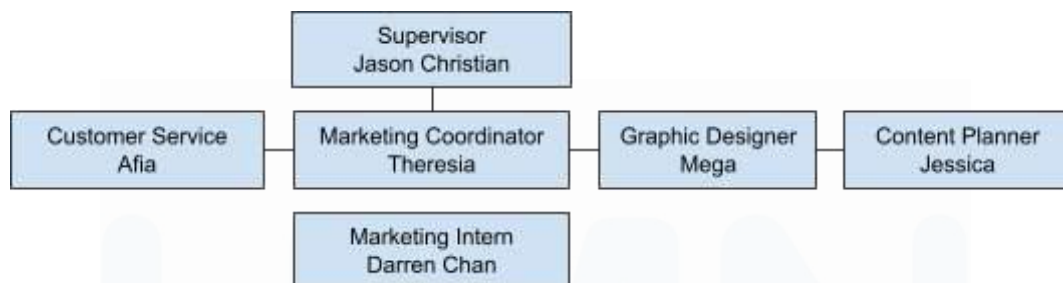 Supervisor
Jason Christian
Customer Service
Afia
Marketing Coordinator
Theresia
Graphic Designer
Mega
Content Planner
Jessica
Marketing Intern
Darren Chan